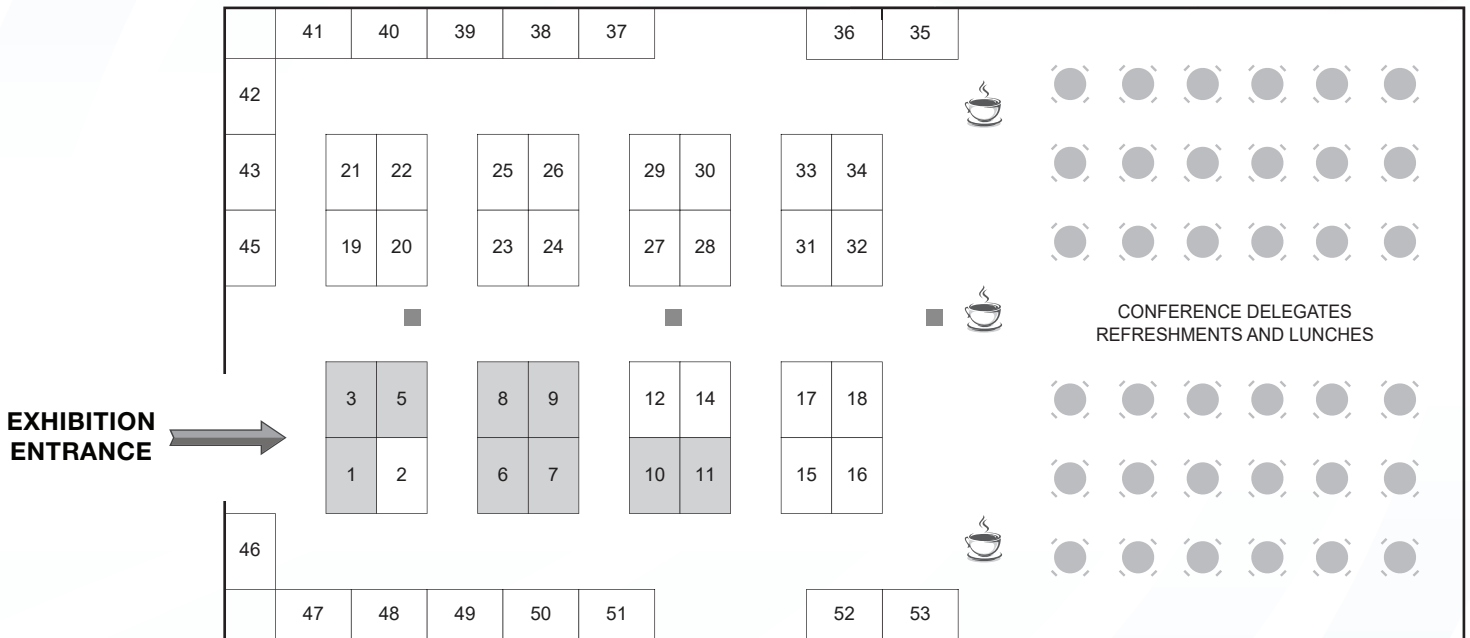 41 40 39 38 37 36 35
42
43 21 22 25 26 29 30 33 34
45 19 20 23 24 27 28 31 32
CONFERENCE DELEGATES
REFRESHMENTS AND LUNCHES
3 5 8 9 12 14 17 18
EXHIBITION
ENTRANCE
1 2 6 7 10 11 15 16
46
47 48 49 50 51 52 53